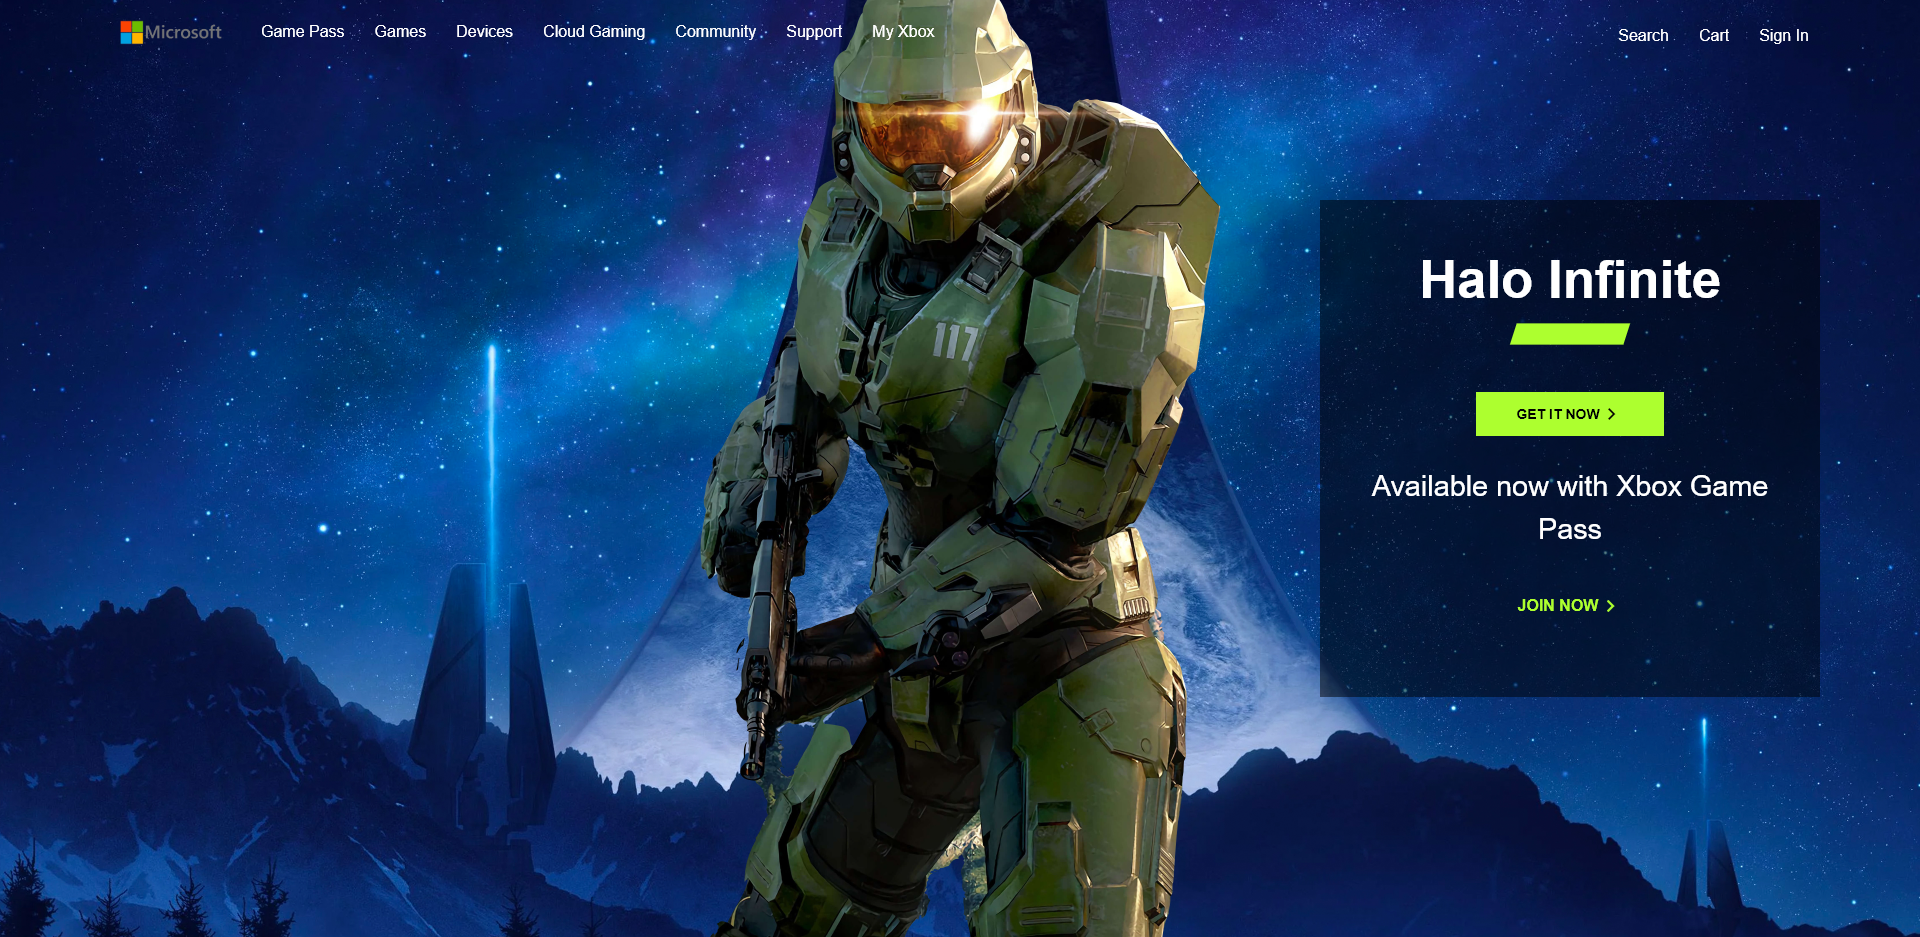 Microsoft
Game Pass
Games
Devices
Cloud Gaming
Community
Support
My Xbox
Search
Cart
Sign In
117
Halo Infinite
GET IT NOW
Available now with Xbox Game
Pass
JOIN NOW